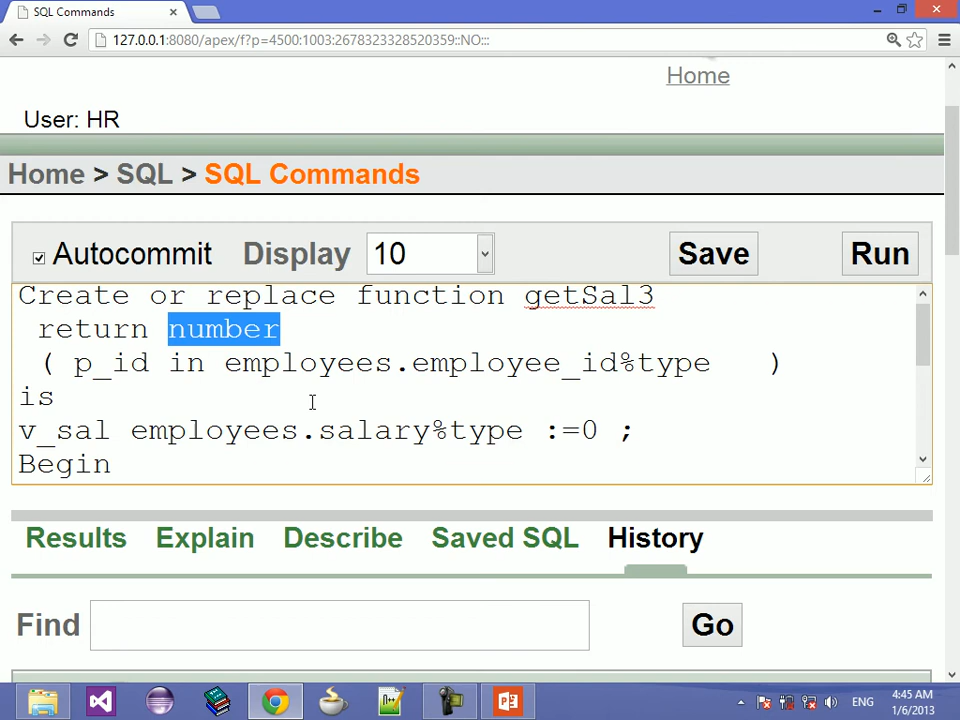 SQL Commands
127.0.0.1:8080/apex/f?p=4500:1003:2678323328520359::NO:::
Home
User: HR
Home > SQL > SQL Commands
Autocommit Display 10 Save Run
Create or replace function getSal3
return number
( p_id in employees.employee_id%type )
is
v_sal employees.salary%type :=0 ;
Begin
Results Explain Describe Saved SQL History
Find Go
ENG
4:45 AM
1/6/2013